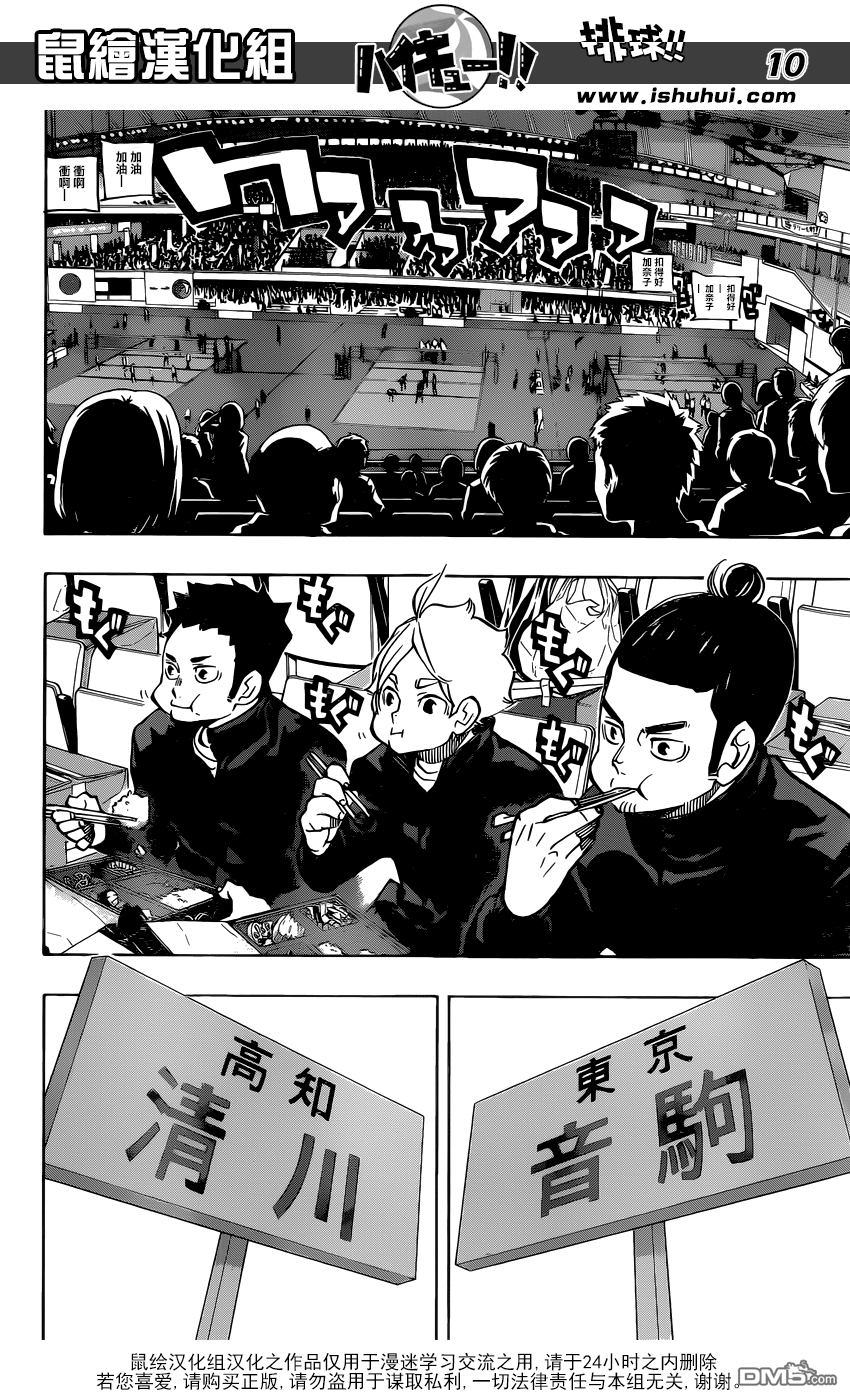 鼠繪漢化組
ハイキュー!!
排球!!
10
www.ishuhui.com
加油
加油ー
衝啊
衝啊ー
ワァァァァァァ
扣得好
加奈子
扣得好ー
加奈子ー
もぐ
もぐ
もぐ
もぐ
もぐ
もぐ
東京
音駒
高知
清川
鼠绘汉化组汉化之作品仅用于漫迷学习交流之用,请于24小时之内删除
若您喜爱,请购买正版,请勿盗用于谋取私利,一切法律责任与本组无关,谢谢。
DM5.com